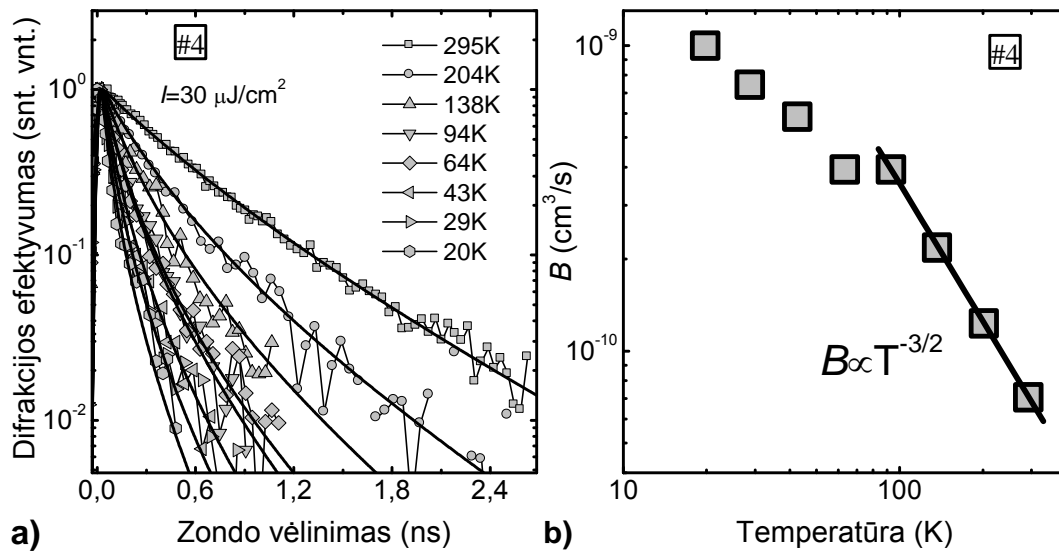 #4
I=30 μJ/cm²
295K
204K
138K
94K
64K
43K
29K
20K
Difrakcijos efektyvumas (snt. vnt.)
10⁰
10⁻¹
10⁻²
0,0 0,6 1,2 1,8 2,4
Zondo vėlinimas (ns)
a)
#4
B∝T⁻³/²
B (cm³/s)
10⁻⁹
10⁻¹⁰
10 100
Temperatūra (K)
b)